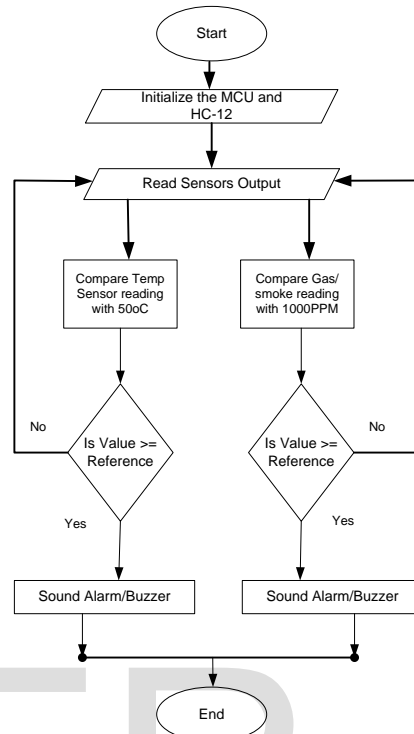 Start
Initialize the MCU and
HC-12
Read Sensors Output
Compare Temp
Sensor reading
with 50oC
Compare Gas/
smoke reading
with 1000PPM
No
Is Value >=
Reference
Is Value >=
Reference
No
Yes
Yes
Sound Alarm/Buzzer
Sound Alarm/Buzzer
End